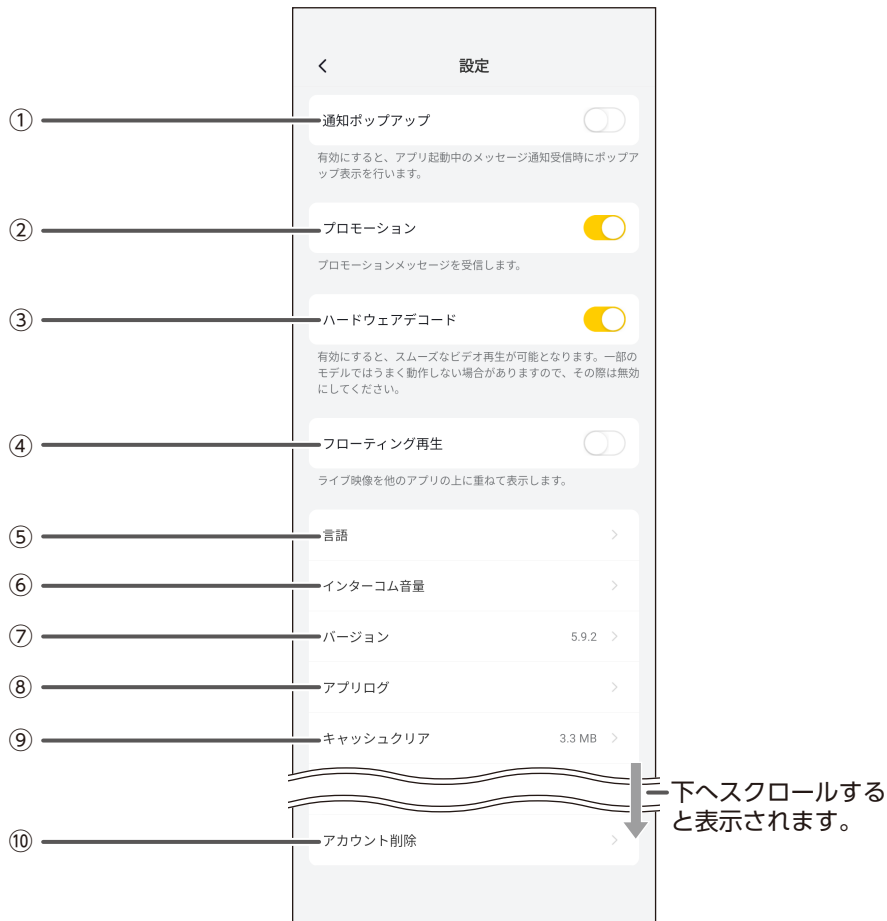 設定
① 通知ポップアップ
有効にすると、アプリ起動中のメッセージ通知受信時にポップア
ップ表示を行います。
② プロモーション
プロモーションメッセージを受信します。
③ ハードウェアデコード
有効にすると、スムーズなビデオ再生が可能となります。一部の
モデルではうまく動作しない場合がありますので、その際は無効
にしてください。
④ フローティング再生
ライブ映像を他のアプリの上に重ねて表示します。
⑤ 言語
⑥ インターコム音量
⑦ バージョン 5.9.2
⑧ アプリログ
⑨ キャッシュクリア 3.3 MB
下へスクロールする
と表示されます。
⑩ アカウント削除